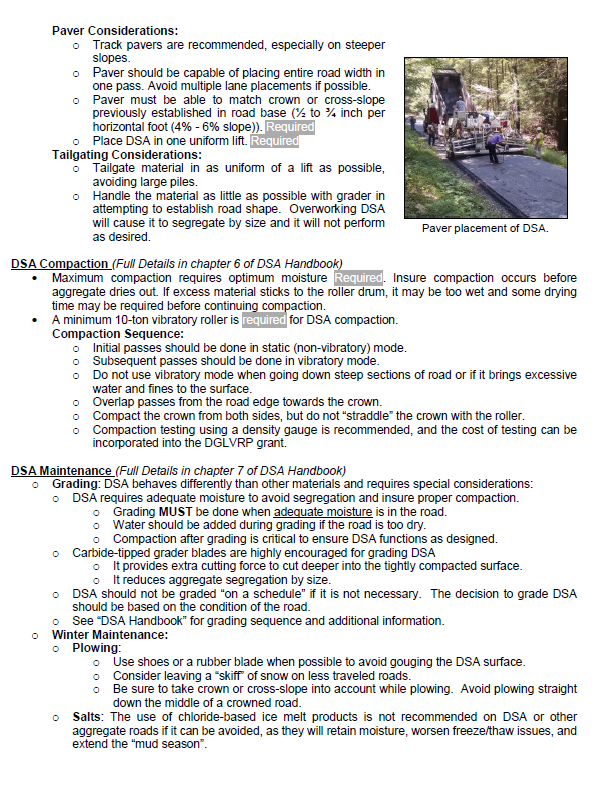 Paver Considerations:
o Track pavers are recommended, especially on steeper
slopes.
o Paver should be capable of placing entire road width in
one pass. Avoid multiple lane placements if possible.
o Paver must be able to match crown or cross-slope
previously established in road base (½ to ¾ inch per
horizontal foot (4% - 6% slope)). Required
o Place DSA in one uniform lift. Required
Tailgating Considerations:
o Tailgate material in as uniform of a lift as possible,
avoiding large piles.
o Handle the material as little as possible with grader in
attempting to establish road shape. Overworking DSA
will cause it to segregate by size and it will not perform
as desired.
Paver placement of DSA.
DSA Compaction (Full Details in chapter 6 of DSA Handbook)
• Maximum compaction requires optimum moisture Required. Insure compaction occurs before
aggregate dries out. If excess material sticks to the roller drum, it may be too wet and some drying
time may be required before continuing compaction.
• A minimum 10-ton vibratory roller is required for DSA compaction.
Compaction Sequence:
o Initial passes should be done in static (non-vibratory) mode.
o Subsequent passes should be done in vibratory mode.
o Do not use vibratory mode when going down steep sections of road or if it brings excessive
water and fines to the surface.
o Overlap passes from the road edge towards the crown.
o Compact the crown from both sides, but do not “straddle” the crown with the roller.
o Compaction testing using a density gauge is recommended, and the cost of testing can be
incorporated into the DGLVRP grant.
DSA Maintenance (Full Details in chapter 7 of DSA Handbook)
o Grading: DSA behaves differently than other materials and requires special considerations:
o DSA requires adequate moisture to avoid segregation and insure proper compaction.
o Grading MUST be done when adequate moisture is in the road.
o Water should be added during grading if the road is too dry.
o Compaction after grading is critical to ensure DSA functions as designed.
o Carbide-tipped grader blades are highly encouraged for grading DSA
o It provides extra cutting force to cut deeper into the tightly compacted surface.
o It reduces aggregate segregation by size.
o DSA should not be graded “on a schedule” if it is not necessary. The decision to grade DSA
should be based on the condition of the road.
o See “DSA Handbook” for grading sequence and additional information.
o Winter Maintenance:
o Plowing:
o Use shoes or a rubber blade when possible to avoid gouging the DSA surface.
o Consider leaving a “skiff” of snow on less traveled roads.
o Be sure to take crown or cross-slope into account while plowing. Avoid plowing straight
down the middle of a crowned road.
o Salts: The use of chloride-based ice melt products is not recommended on DSA or other
aggregate roads if it can be avoided, as they will retain moisture, worsen freeze/thaw issues, and
extend the “mud season”.